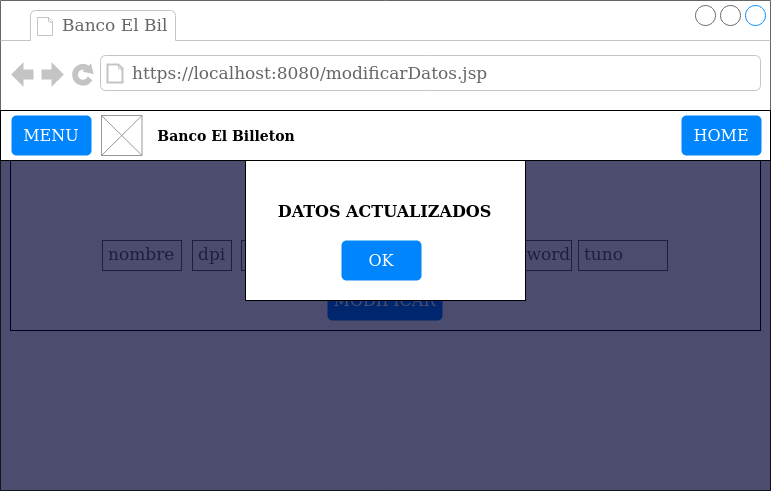 Banco El Bil
https://localhost:8080/modificarDatos.jsp
MENU Banco El Billeton HOME
DATOS ACTUALIZADOS
nombre dpi word tuno
OK
MODIFICAR